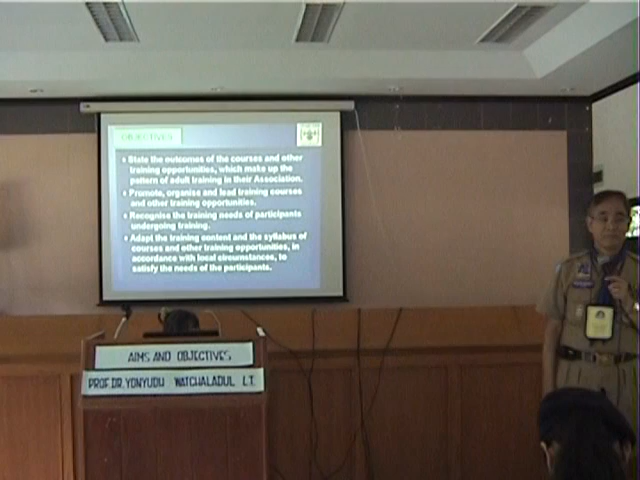 OBJECTIVES
State the outcomes of the courses and other
training opportunities, which make up the
pattern of adult training in their Association.
Promote, organise and lead training courses
and other training opportunities.
Recognise the training needs of participants
undergoing training.
Adapt the training content and the syllabus of
courses and other training opportunities, in
accordance with local circumstances, to
satisfy the needs of the participants.
AIMS AND OBJECTIVES
PROF.DR.YONYUDU WATCHALADUL L.T.